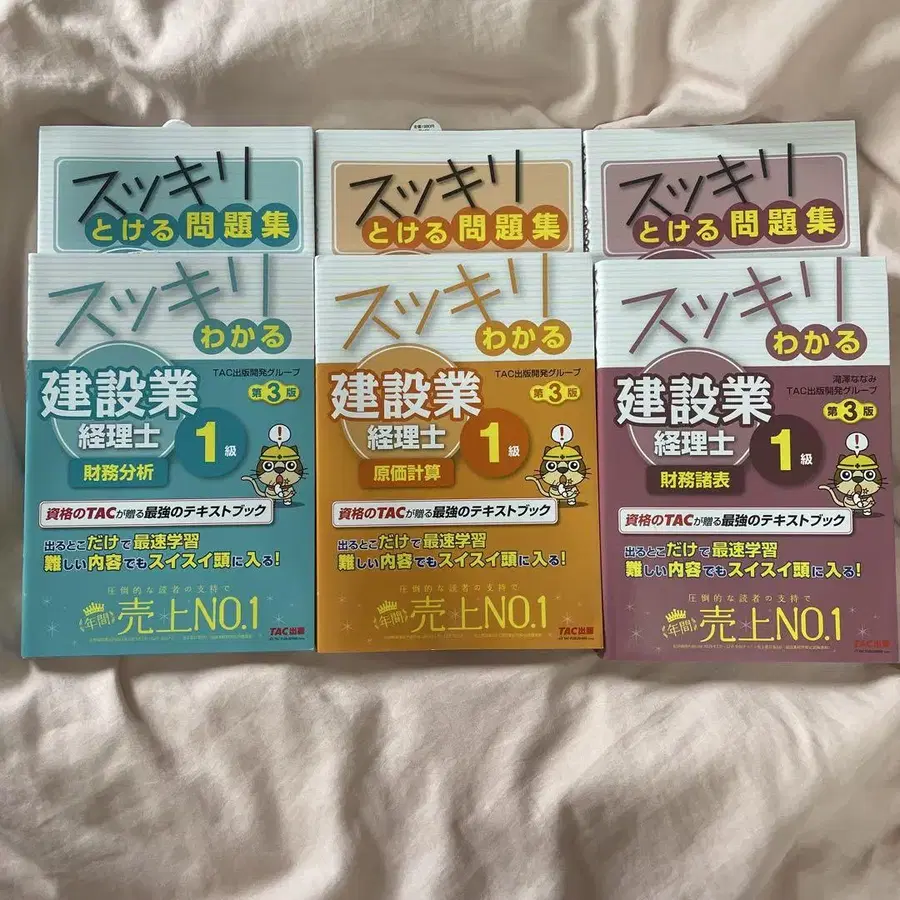 スッキリ
とける問題集
スッキリ
とける問題集
スッキリ
とける問題集
スッキリ
わかる
TAC出版開発グループ
建設業
第3版
経理士
1級
財務分析
!
資格のTACが贈る最強のテキストブック
出るとこだけで最速学習
難しい内容でもスイスイ頭に入る!
圧倒的な読者の支持で
年間
売上NO.1
TAC出版
スッキリ
わかる
TAC出版開発グループ
建設業
第3版
経理士
1級
原価計算
!
資格のTACが贈る最強のテキストブック
出るとこだけで最速学習
難しい内容でもスイスイ頭に入る!
圧倒的な読者の支持で
年間
売上NO.1
TAC出版
スッキリ
わかる
滝澤ななみ
TAC出版開発グループ
建設業
第3版
経理士
1級
財務諸表
!
資格のTACが贈る最強のテキストブック
出るとこだけで最速学習
難しい内容でもスイスイ頭に入る!
圧倒的な読者の支持で
年間
売上NO.1
TAC出版